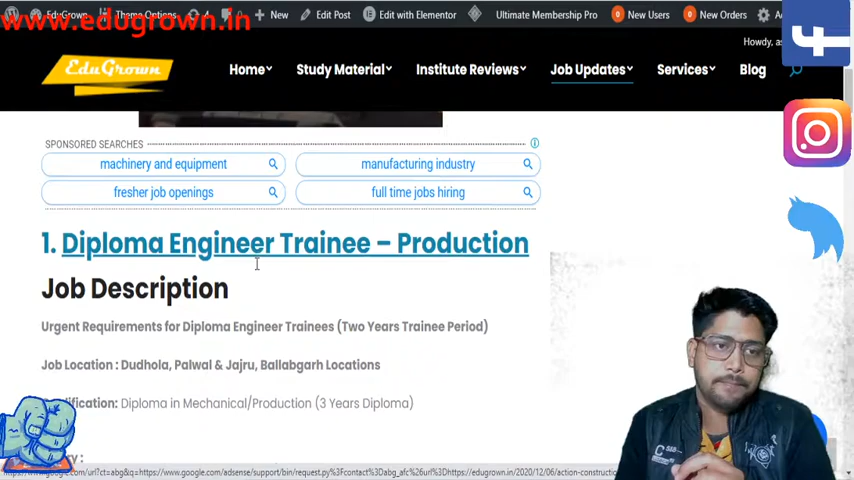 www.edugrown.in
EduGrown Theme Options 4 0 New Edit Post Edit with Elementor Ultimate Membership Pro 0 New Users 0 New Orders
Howdy, as
EduGrown
Home Study Material Institute Reviews Job Updates Services Blog
SPONSORED SEARCHES
machinery and equipment manufacturing industry
fresher job openings full time jobs hiring
1. Diploma Engineer Trainee – Production
Job Description
Urgent Requirements for Diploma Engineer Trainees (Two Years Trainee Period)
Job Location : Dudhola, Palwal & Jajru, Ballabgarh Locations
Diploma in Mechanical/Production (3 Years Diploma)